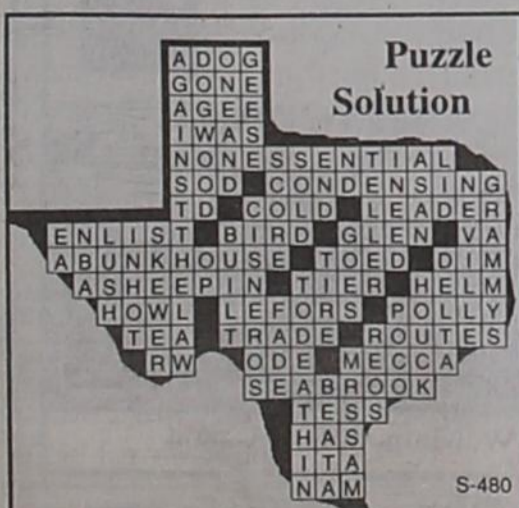 Puzzle
Solution
ADOG
GONE
AGEE
IWAS
NONESSENTIAL
SOD CONDENSING
TD COLD LEADER
ENLIST BIRD GLEN VA
ABUNKHOUSE TOED DIM
ASHEEPIN TIER HELM
HOWL LEFORS POLLY
TEA TRADE ROUTES
RW ODE MECCA
SEABROOK
TESS
HAS
ITA
NAM
S-480